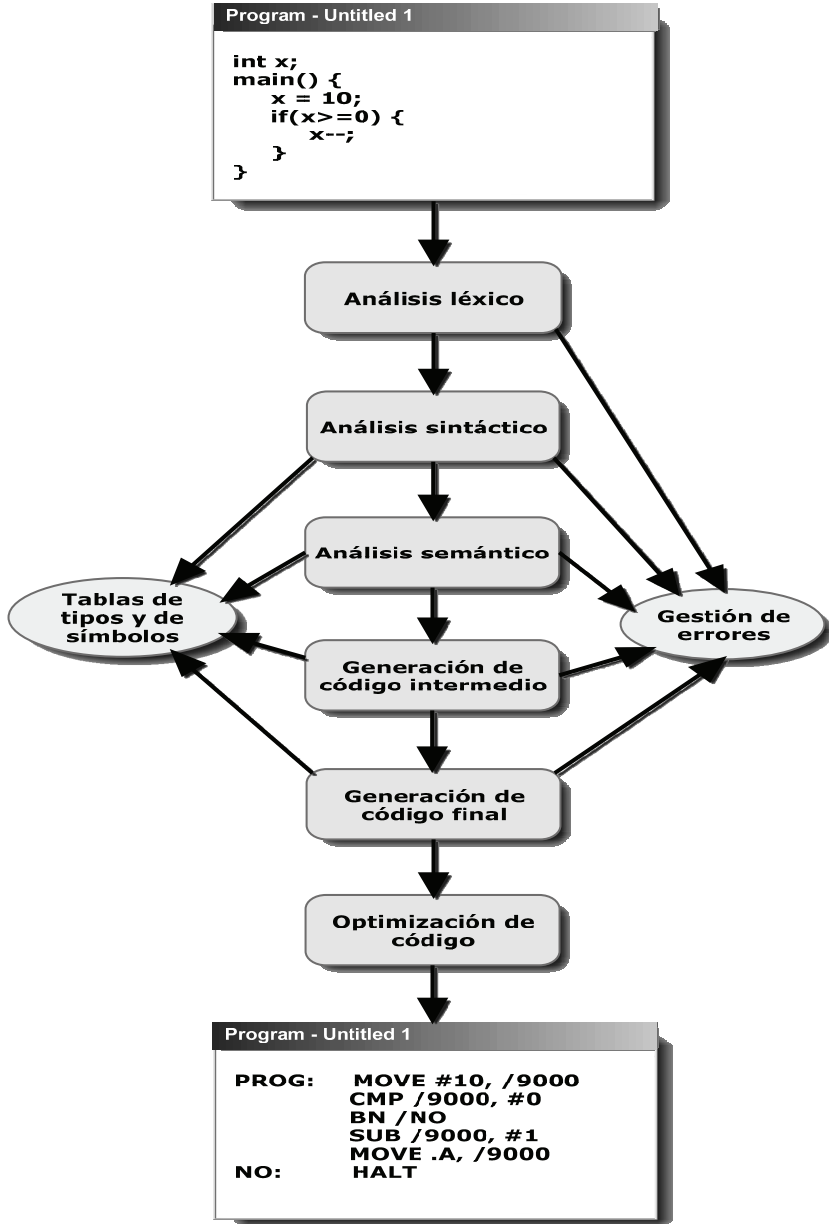 Program - Untitled 1
int x;
main() {
x = 10;
if(x>=0) {
x--;
}
}
Análisis léxico
Análisis sintáctico
Análisis semántico
Tablas de
tipos y de
símbolos
Gestión de
errores
Generación de
código intermedio
Generación de
código final
Optimización de
código
Program - Untitled 1
PROG: MOVE #10, /9000
CMP /9000, #0
BN /NO
SUB /9000, #1
MOVE .A, /9000
NO: HALT